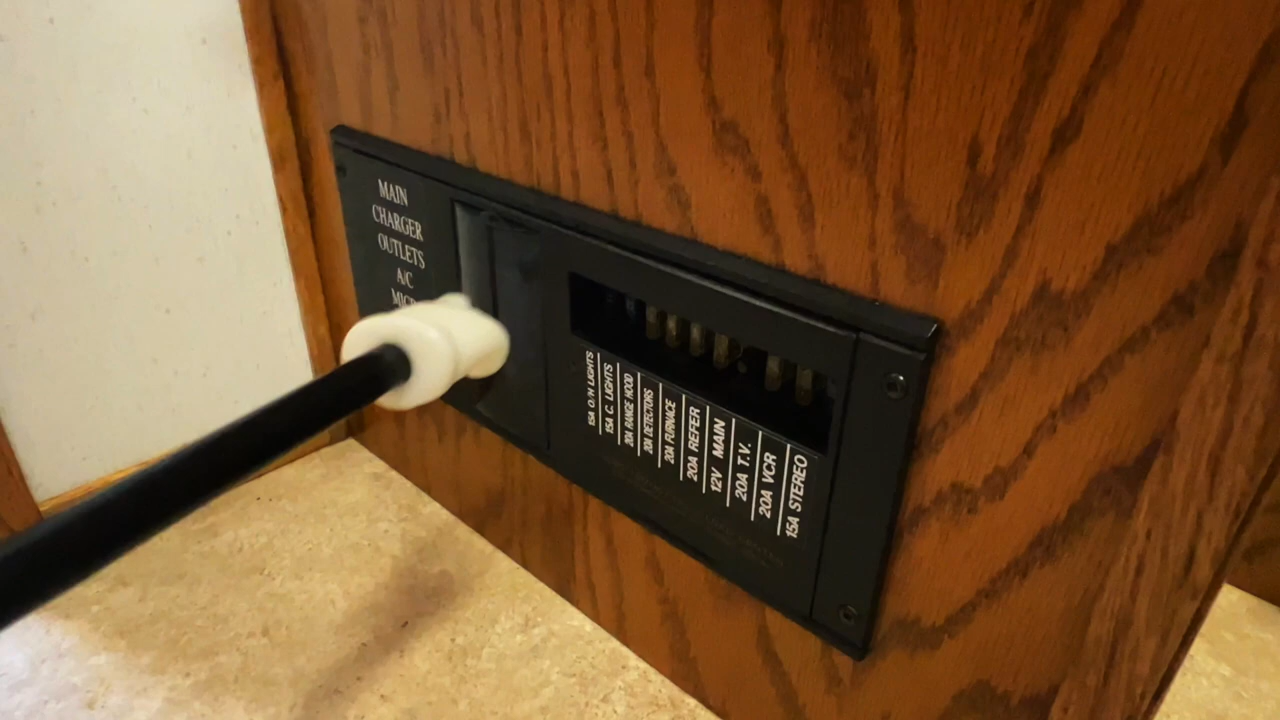 MAIN
CHARGER
OUTLETS
A/C
15A O/H LIGHTS
15A C. LIGHTS
20A RANGE HOOD
20A DETECTORS
20A FURNACE
20A REFER
12V MAIN
20A T.V.
20A VCR
15A STEREO